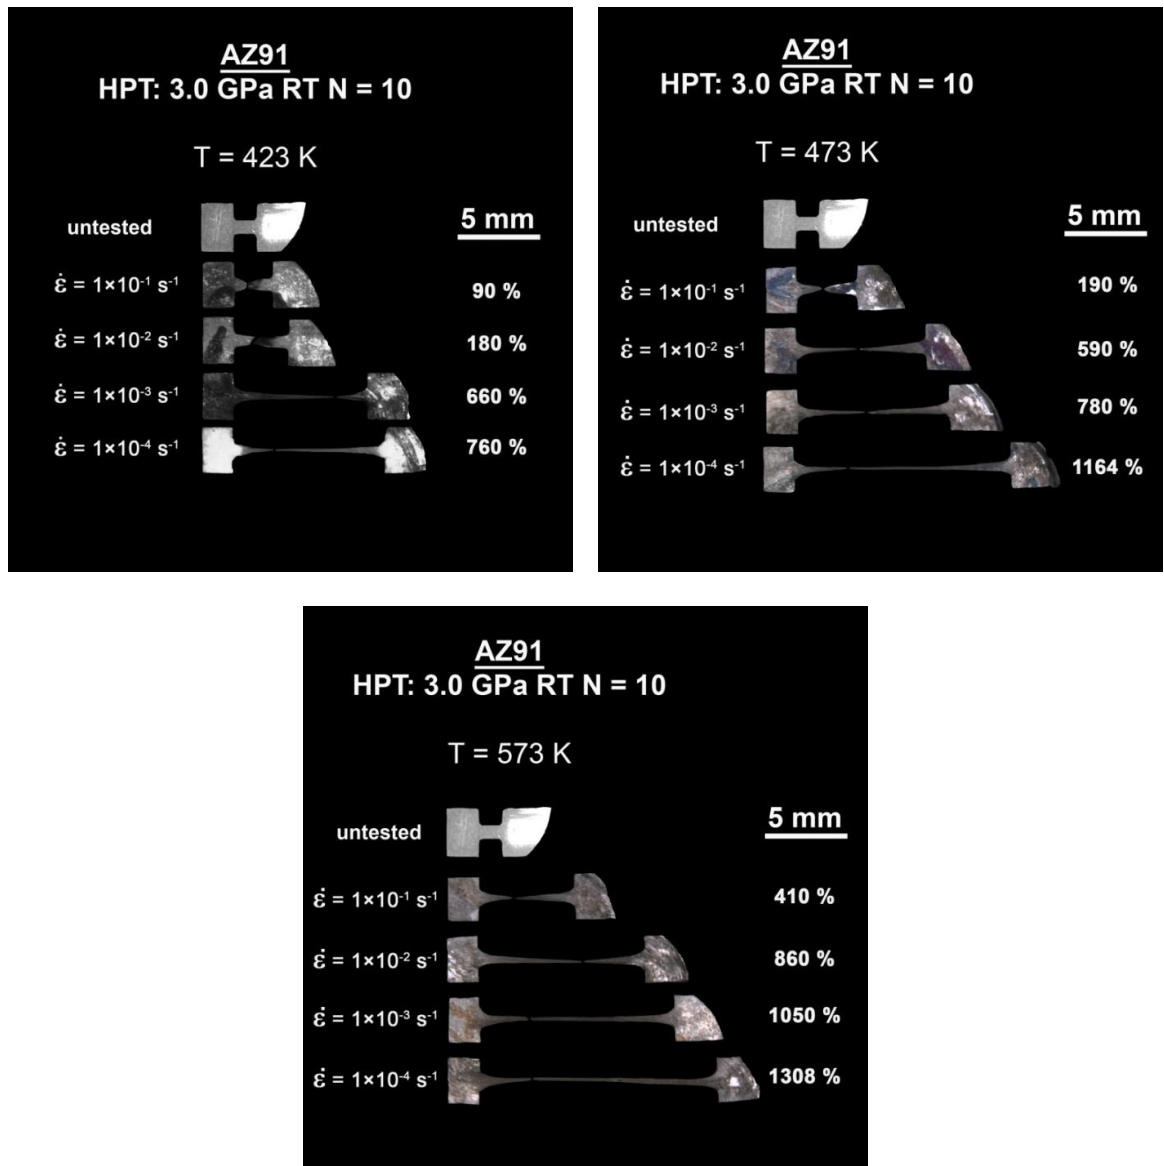 AZ91
HPT: 3.0 GPa RT N = 10
T = 423 K
untested
5 mm
ε̇ = 1×10⁻¹ s⁻¹ 90 %
ε̇ = 1×10⁻² s⁻¹ 180 %
ε̇ = 1×10⁻³ s⁻¹ 660 %
ε̇ = 1×10⁻⁴ s⁻¹ 760 %
AZ91
HPT: 3.0 GPa RT N = 10
T = 473 K
untested
5 mm
ε̇ = 1×10⁻¹ s⁻¹ 190 %
ε̇ = 1×10⁻² s⁻¹ 590 %
ε̇ = 1×10⁻³ s⁻¹ 780 %
ε̇ = 1×10⁻⁴ s⁻¹ 1164 %
AZ91
HPT: 3.0 GPa RT N = 10
T = 573 K
untested
5 mm
ε̇ = 1×10⁻¹ s⁻¹ 410 %
ε̇ = 1×10⁻² s⁻¹ 860 %
ε̇ = 1×10⁻³ s⁻¹ 1050 %
ε̇ = 1×10⁻⁴ s⁻¹ 1308 %